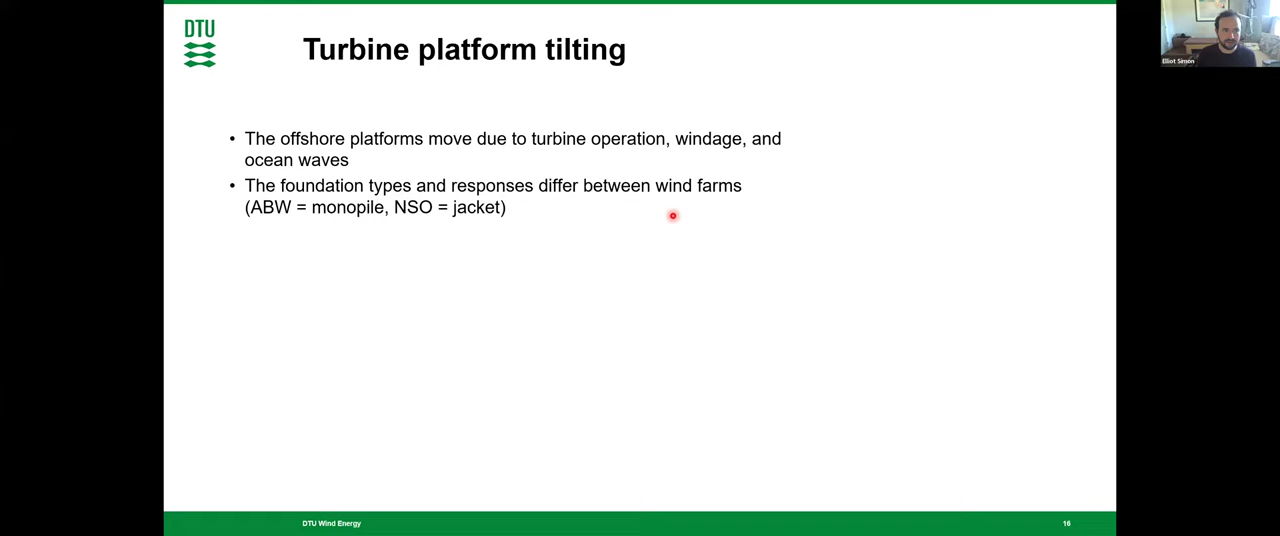 DTU
Turbine platform tilting
Elliot Simon
• The offshore platforms move due to turbine operation, windage, and
ocean waves
• The foundation types and responses differ between wind farms
(ABW = monopile, NSO = jacket)
DTU Wind Energy
16